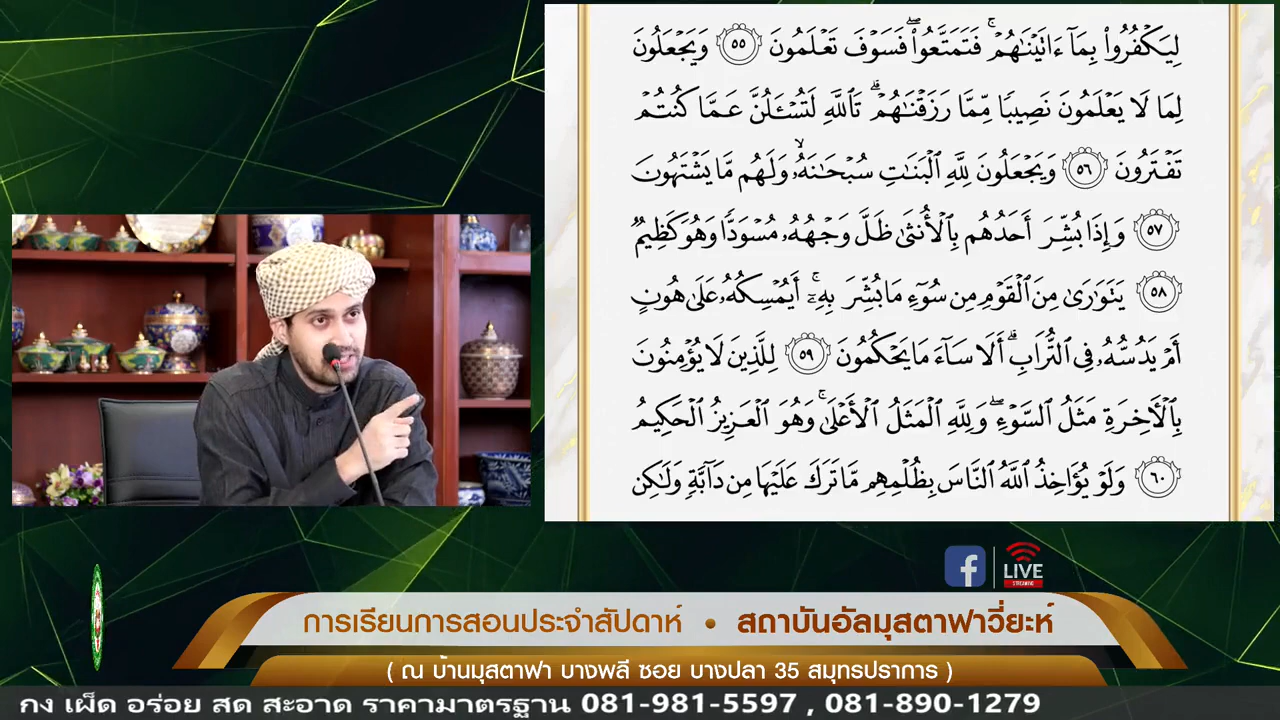 لِيَكْفُرُوا۟ بِمَآ ءَاتَيْنَٰهُمْ ۚ فَتَمَتَّعُوا۟ ۖ فَسَوْفَ تَعْلَمُونَ ٥٥ وَيَجْعَلُونَ
لِمَا لَا يَعْلَمُونَ نَصِيبًا مِّمَّا رَزَقْنَٰهُمْ ۗ تَٱللَّهِ لَتُسْـَٔلُنَّ عَمَّا كُنتُمْ
تَفْتَرُونَ ٥٦ وَيَجْعَلُونَ لِلَّهِ ٱلْبَنَٰتِ سُبْحَٰنَهُۥ ۙ وَلَهُم مَّا يَشْتَهُونَ
٥٧ وَإِذَا بُشِّرَ أَحَدُهُم بِٱلْأُنثَىٰ ظَلَّ وَجْهُهُۥ مُسْوَدًّا وَهُوَ كَظِيمٌ
٥٨ يَتَوَٰرَىٰ مِنَ ٱلْقَوْمِ مِن سُوٓءِ مَا بُشِّرَ بِهِۦٓ ۚ أَيُمْسِكُهُۥ عَلَىٰ هُونٍ
أَمْ يَدُسُّهُۥ فِى ٱلتُّرَابِ ۗ أَلَا سَآءَ مَا يَحْكُمُونَ ٥٩ لِلَّذِينَ لَا يُؤْمِنُونَ
بِٱلْـَٔاخِرَةِ مَثَلُ ٱلسَّوْءِ ۖ وَلِلَّهِ ٱلْمَثَلُ ٱلْأَعْلَىٰ ۚ وَهُوَ ٱلْعَزِيزُ ٱلْحَكِيمُ
٦٠ وَلَوْ يُؤَاخِذُ ٱللَّهُ ٱلنَّاسَ بِظُلْمِهِم مَّا تَرَكَ عَلَيْهَا مِن دَآبَّةٍ وَلَٰكِن
f LIVE
STREAMING
การเรียนการสอนประจำสัปดาห์ • สถาบันอัลมุสตาฟาวี่ยะห์
( ณ บ้านมุสตาฟา บางพลี ซอย บางปลา 35 สมุทรปราการ )
กง เผ็ด อร่อย สด สะอาด ราคามาตรฐาน 081-981-5597 , 081-890-1279